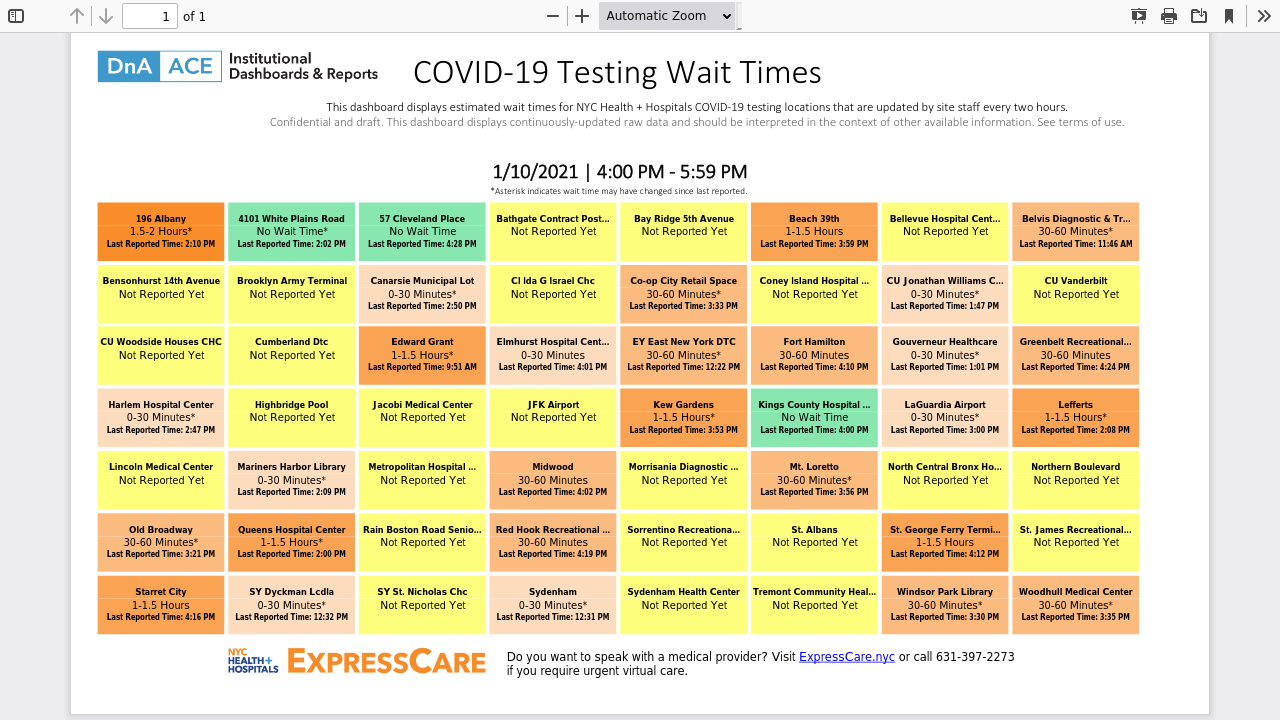 1 of 1
Automatic Zoom
DnA ACE Institutional Dashboards & Reports
COVID-19 Testing Wait Times
This dashboard displays estimated wait times for NYC Health + Hospitals COVID-19 testing locations that are updated by site staff every two hours.
Confidential and draft. This dashboard displays continuously-updated raw data and should be interpreted in the context of other available information. See terms of use.
1/10/2021 | 4:00 PM - 5:59 PM
*Asterisk indicates wait time may have changed since last reported.
196 Albany
1.5-2 Hours*
Last Reported Time: 2:10 PM
4101 White Plains Road
No Wait Time*
Last Reported Time: 2:02 PM
57 Cleveland Place
No Wait Time
Last Reported Time: 4:28 PM
Bathgate Contract Post...
Not Reported Yet
Bay Ridge 5th Avenue
Not Reported Yet
Beach 39th
1-1.5 Hours
Last Reported Time: 3:59 PM
Bellevue Hospital Cent...
Not Reported Yet
Belvis Diagnostic & Tr...
30-60 Minutes*
Last Reported Time: 11:46 AM
Bensonhurst 14th Avenue
Not Reported Yet
Brooklyn Army Terminal
Not Reported Yet
Canarsie Municipal Lot
0-30 Minutes*
Last Reported Time: 2:50 PM
Cl Ida G Israel Chc
Not Reported Yet
Co-op City Retail Space
30-60 Minutes*
Last Reported Time: 3:33 PM
Coney Island Hospital ...
Not Reported Yet
CU Jonathan Williams C...
0-30 Minutes*
Last Reported Time: 1:47 PM
CU Vanderbilt
Not Reported Yet
CU Woodside Houses CHC
Not Reported Yet
Cumberland Dtc
Not Reported Yet
Edward Grant
1-1.5 Hours*
Last Reported Time: 9:51 AM
Elmhurst Hospital Cent...
0-30 Minutes
Last Reported Time: 4:01 PM
EY East New York DTC
30-60 Minutes*
Last Reported Time: 12:22 PM
Fort Hamilton
30-60 Minutes
Last Reported Time: 4:10 PM
Gouverneur Healthcare
0-30 Minutes*
Last Reported Time: 1:01 PM
Greenbelt Recreational...
30-60 Minutes
Last Reported Time: 4:24 PM
Harlem Hospital Center
0-30 Minutes*
Last Reported Time: 2:47 PM
Highbridge Pool
Not Reported Yet
Jacobi Medical Center
Not Reported Yet
JFK Airport
Not Reported Yet
Kew Gardens
1-1.5 Hours*
Last Reported Time: 3:53 PM
Kings County Hospital ...
No Wait Time
Last Reported Time: 4:00 PM
LaGuardia Airport
0-30 Minutes*
Last Reported Time: 3:00 PM
Lefferts
1-1.5 Hours*
Last Reported Time: 2:08 PM
Lincoln Medical Center
Not Reported Yet
Mariners Harbor Library
0-30 Minutes*
Last Reported Time: 2:09 PM
Metropolitan Hospital ...
Not Reported Yet
Midwood
30-60 Minutes
Last Reported Time: 4:02 PM
Morrisania Diagnostic ...
Not Reported Yet
Mt. Loretto
30-60 Minutes*
Last Reported Time: 3:56 PM
North Central Bronx Ho...
Not Reported Yet
Northern Boulevard
Not Reported Yet
Old Broadway
30-60 Minutes*
Last Reported Time: 3:21 PM
Queens Hospital Center
1-1.5 Hours*
Last Reported Time: 2:00 PM
Rain Boston Road Senio...
Not Reported Yet
Red Hook Recreational ...
30-60 Minutes
Last Reported Time: 4:19 PM
Sorrentino Recreationa...
Not Reported Yet
St. Albans
Not Reported Yet
St. George Ferry Termi...
1-1.5 Hours
Last Reported Time: 4:12 PM
St. James Recreational...
Not Reported Yet
Starret City
1-1.5 Hours
Last Reported Time: 4:16 PM
SY Dyckman Lcdla
0-30 Minutes*
Last Reported Time: 12:32 PM
SY St. Nicholas Chc
Not Reported Yet
Sydenham
0-30 Minutes*
Last Reported Time: 12:31 PM
Sydenham Health Center
Not Reported Yet
Tremont Community Heal...
Not Reported Yet
Windsor Park Library
30-60 Minutes*
Last Reported Time: 3:30 PM
Woodhull Medical Center
30-60 Minutes*
Last Reported Time: 3:35 PM
NYC HEALTH+ HOSPITALS
EXPRESSCARE
Do you want to speak with a medical provider? Visit ExpressCare.nyc or call 631-397-2273
if you require urgent virtual care.